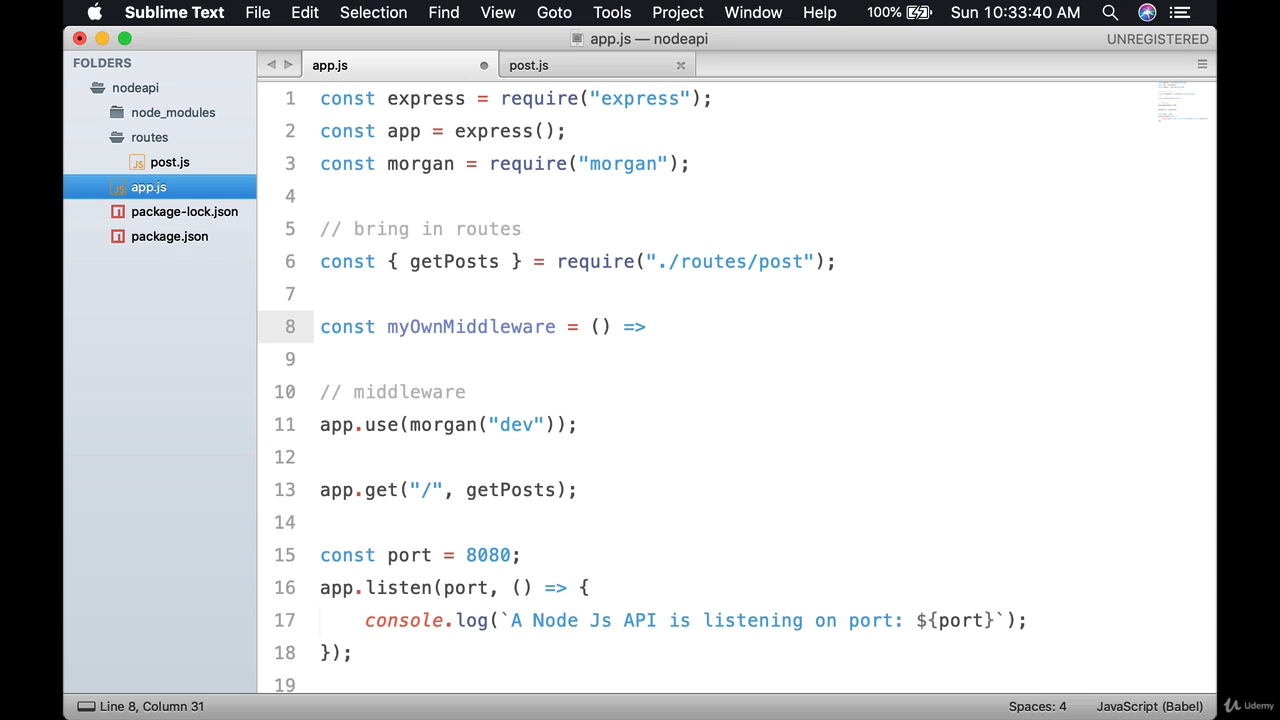 Sublime Text File Edit Selection Find View Goto Tools Project Window Help 100% Sun 10:33:40 AM
app.js — nodeapi UNREGISTERED
FOLDERS
nodeapi
node_modules
routes
post.js
app.js
package-lock.json
package.json
app.js post.js
1 const express = require("express");
2 const app = express();
3 const morgan = require("morgan");
4
5 // bring in routes
6 const { getPosts } = require("./routes/post");
7
8 const myOwnMiddleware = () =>
9
10 // middleware
11 app.use(morgan("dev"));
12
13 app.get("/", getPosts);
14
15 const port = 8080;
16 app.listen(port, () => {
17 console.log(`A Node Js API is listening on port: ${port}`);
18 });
19
Line 8, Column 31 Spaces: 4 JavaScript (Babel)
Udemy